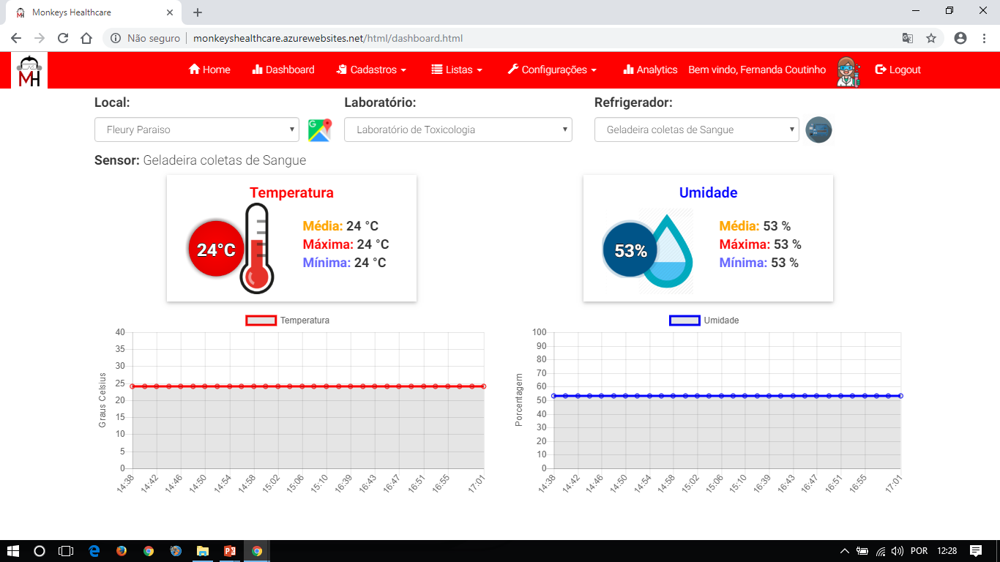 Monkeys Healthcare
Não seguro monkeyshealthcare.azurewebsites.net/html/dashboard.html
MH Home Dashboard Cadastros Listas Configurações Analytics Bem vindo, Fernanda Coutinho Logout
Local: Laboratório: Refrigerador:
Fleury Paraiso G Laboratório de Toxicologia Geladeira coletas de Sangue
Sensor: Geladeira coletas de Sangue
Temperatura
24°C
Média: 24 °C
Máxima: 24 °C
Mínima: 24 °C
Umidade
53%
Média: 53 %
Máxima: 53 %
Mínima: 53 %
Temperatura
Graus Celsius
40
35
30
25
20
15
10
5
0
14:38 14:42 14:46 14:50 14:54 14:58 15:02 15:06 15:10 16:39 16:43 16:47 16:51 16:55 17:01
Umidade
Porcentagem
100
90
80
70
60
50
40
30
20
10
0
14:38 14:42 14:46 14:50 14:54 14:58 15:02 15:06 15:10 16:39 16:43 16:47 16:51 16:55 17:01
POR 12:28